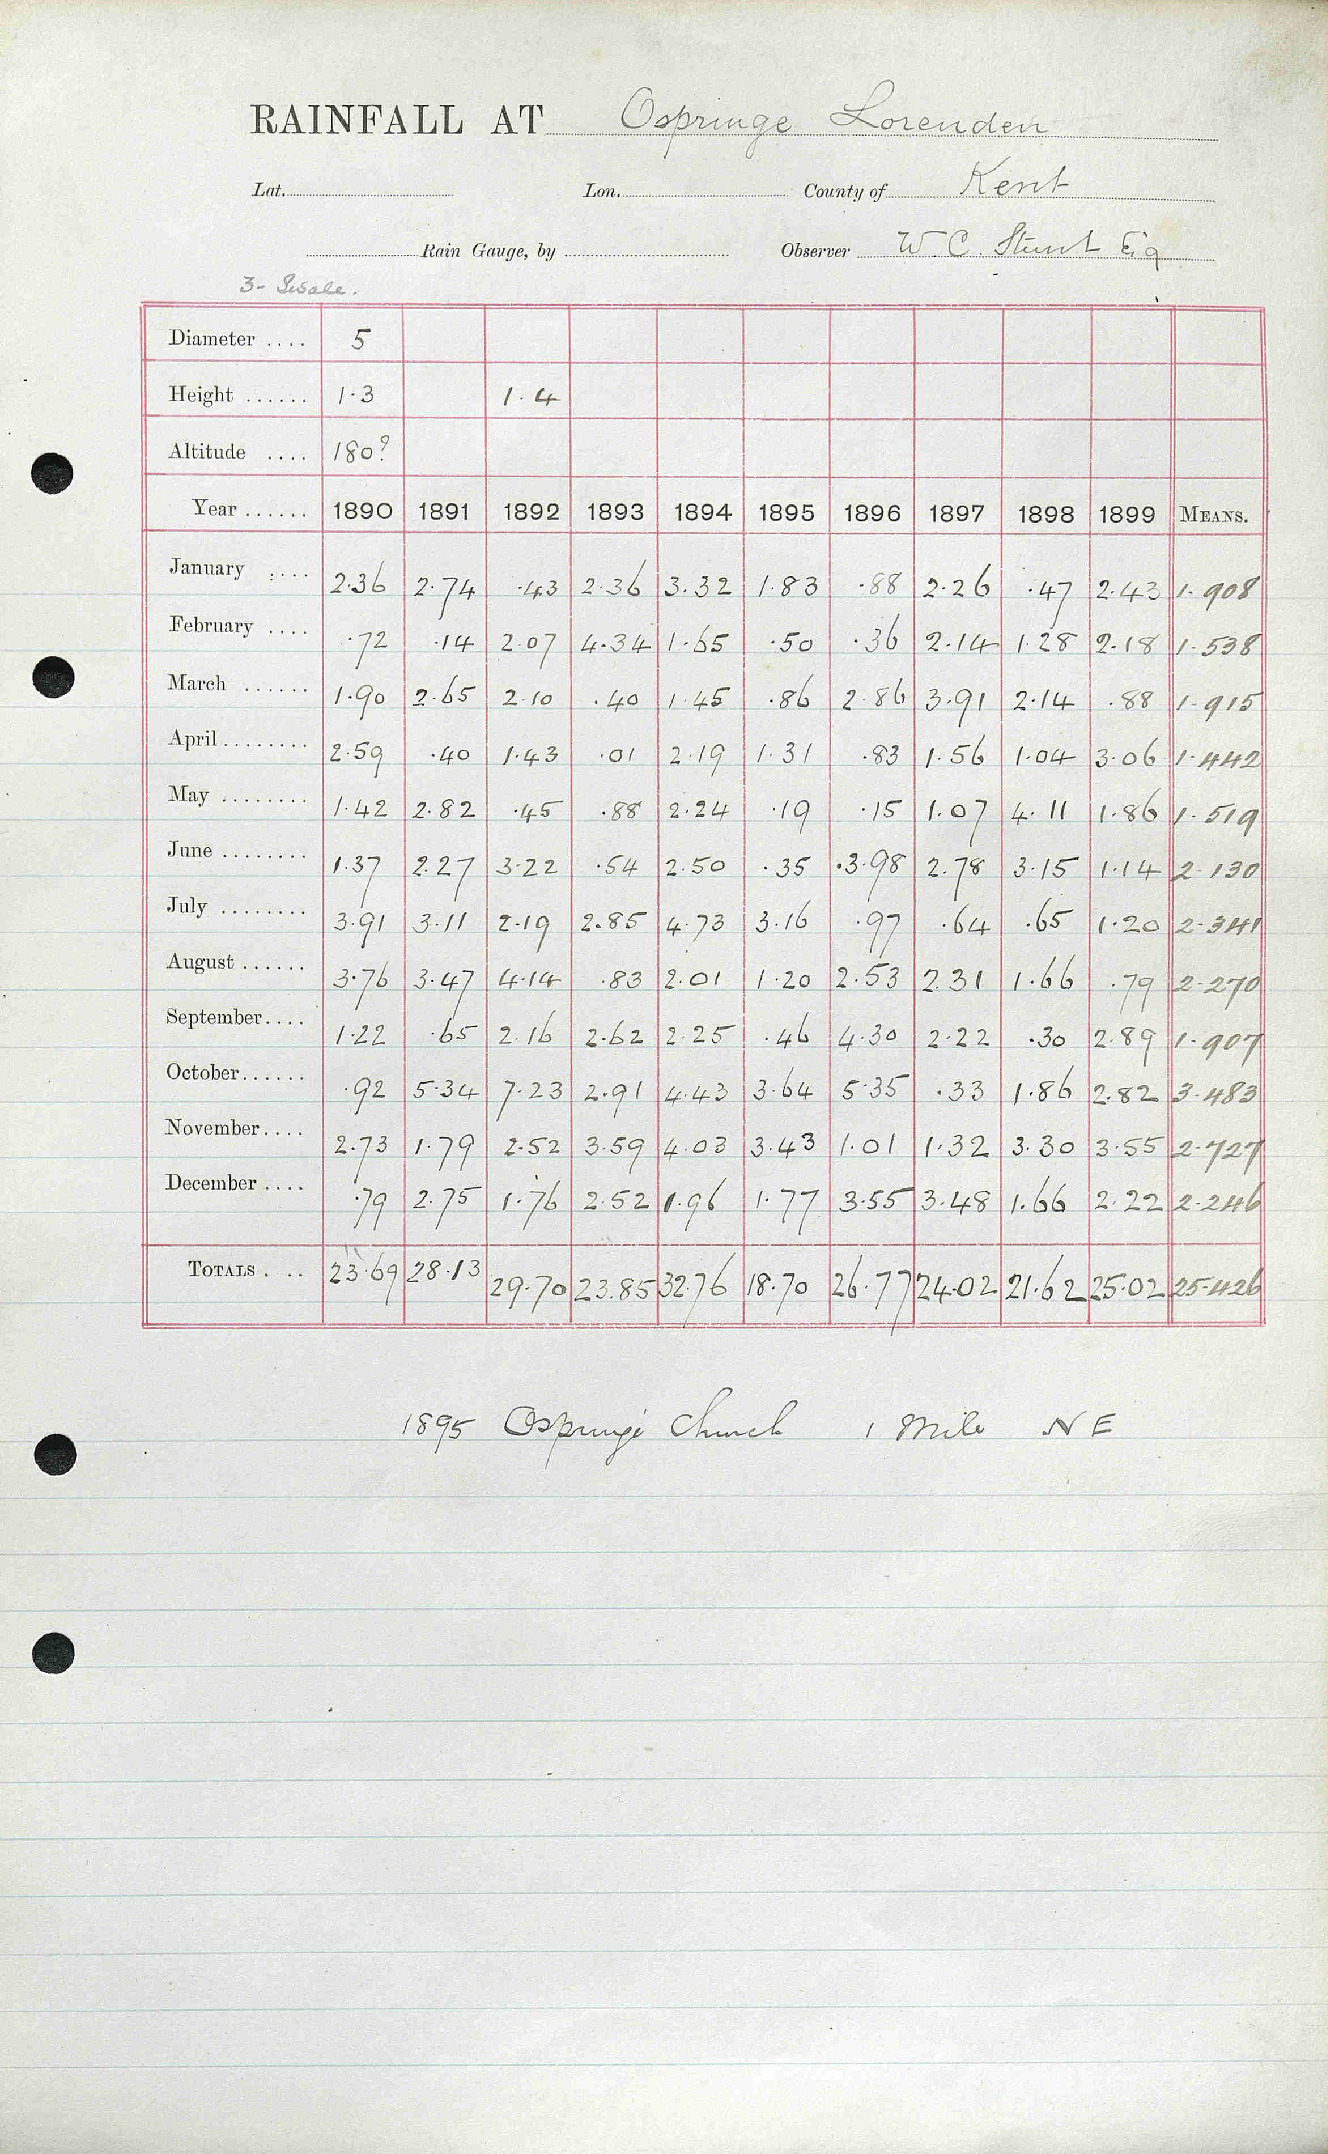 RAINFALL AT Ospringe Lorenden
Lat. Lon. County of Kent
Rain Gauge, by Observer W. C. Stunt Esq
3- Swale.
Diameter .... 5
Height ...... 1.3 1.4
Altitude .... 180?
Year ...... 1890 1891 1892 1893 1894 1895 1896 1897 1898 1899 MEANS.
January .... 2.36 2.74 .43 2.36 3.32 1.83 .88 2.26 .47 2.43 1.908
February .... .72 .14 2.07 4.34 1.65 .50 .36 2.14 1.28 2.18 1.538
March ...... 1.90 2.65 2.10 .40 1.45 .86 2.86 3.91 2.14 .88 1.915
April ........ 2.59 .40 1.43 .01 2.19 1.31 .83 1.56 1.04 3.06 1.442
May ........ 1.42 2.82 .45 .88 2.24 .19 .15 1.07 4.11 1.86 1.519
June ........ 1.37 2.27 3.22 .54 2.50 .35 .3.98 2.78 3.15 1.14 2.130
July ........ 3.91 3.11 2.19 2.85 4.73 3.16 .97 .64 .65 1.20 2.341
August ...... 3.76 3.47 4.14 .83 2.01 1.20 2.53 2.31 1.66 .79 2.270
September.... 1.22 .65 2.16 2.62 2.25 .46 4.30 2.22 .30 2.89 1.907
October...... .92 5.34 7.23 2.91 4.43 3.64 5.35 .33 1.86 2.82 3.483
November.... 2.73 1.79 2.52 3.59 4.03 3.43 1.01 1.32 3.30 3.55 2.727
December .... .79 2.75 1.76 2.52 1.96 1.77 3.55 3.48 1.66 2.22 2.246
TOTALS . .. 23.69 28.13 29.70 23.85 32.76 18.70 26.77 24.02 21.62 25.02 25.426
1895 Ospringe Church 1 Mile NE